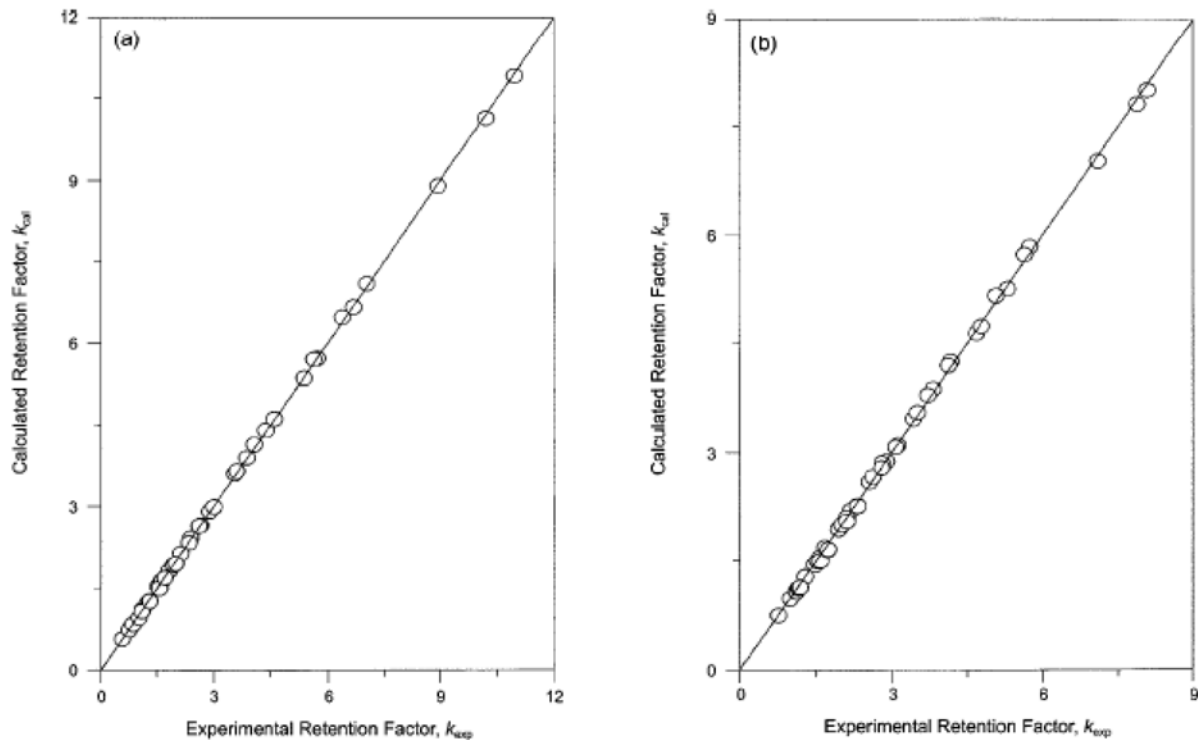 (a)
12
9
6
3
0
Calculated Retention Factor, kcal
0 3 6 9 12
Experimental Retention Factor, kexp
(b)
9
6
3
0
Calculated Retention Factor, kcal
0 3 6 9
Experimental Retention Factor, kexp